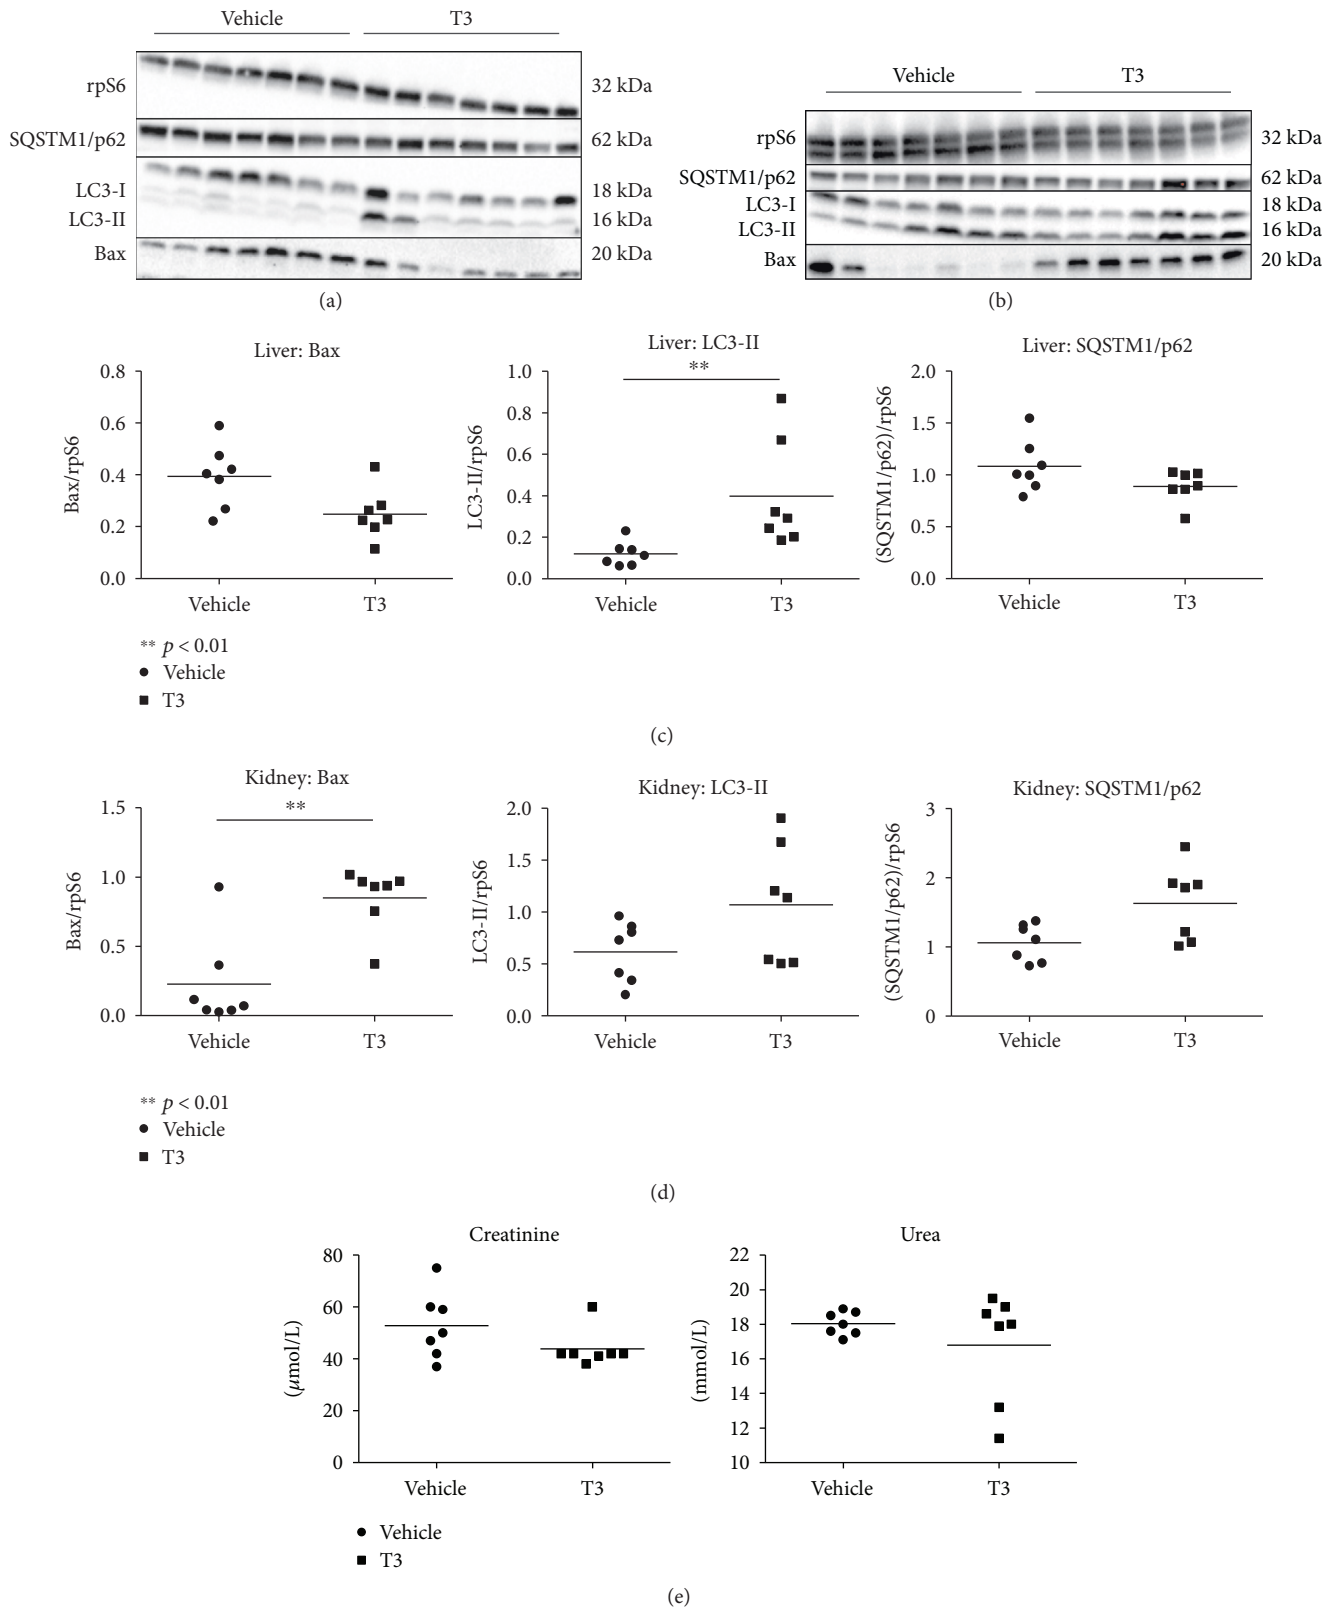 Vehicle T3
rpS6 32 kDa
SQSTM1/p62 62 kDa
LC3-I 18 kDa
LC3-II 16 kDa
Bax 20 kDa
(a)
Vehicle T3
rpS6 32 kDa
SQSTM1/p62 62 kDa
LC3-I 18 kDa
LC3-II 16 kDa
Bax 20 kDa
(b)
Liver: Bax
Bax/rpS6
0.8
0.6
0.4
0.2
0.0
Vehicle T3
Liver: LC3-II
**
LC3-II/rpS6
1.0
0.8
0.6
0.4
0.2
0.0
Vehicle T3
Liver: SQSTM1/p62
(SQSTM1/p62)/rpS6
2.0
1.5
1.0
0.5
0
Vehicle T3
** p < 0.01
Vehicle
T3
(c)
Kidney: Bax
**
Bax/rpS6
1.5
1.0
0.5
0.0
Vehicle T3
Kidney: LC3-II
LC3-II/rpS6
2.0
1.5
1.0
0.5
0.0
Vehicle T3
Kidney: SQSTM1/p62
(SQSTM1/p62)/rpS6
3
2
1
0
Vehicle T3
** p < 0.01
Vehicle
T3
(d)
Creatinine
(μmol/L)
80
60
40
20
0
Vehicle T3
Urea
(mmol/L)
22
20
18
16
14
12
10
Vehicle T3
Vehicle
T3
(e)